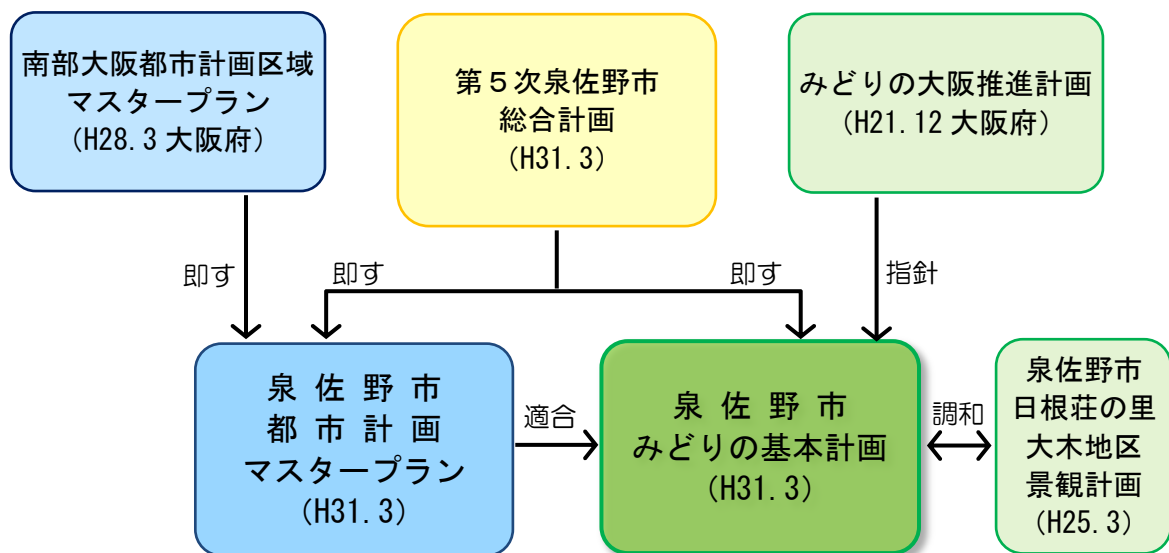 南部大阪都市計画区域
マスタープラン
(H28.3 大阪府)
第5次泉佐野市
総合計画
(H31.3)
みどりの大阪推進計画
(H21.12 大阪府)
即す
即す
即す
指針
泉佐野市
都市計画
マスタープラン
(H31.3)
適合
泉佐野市
みどりの基本計画
(H31.3)
調和
泉佐野市
日根荘の里
大木地区
景観計画
(H25.3)